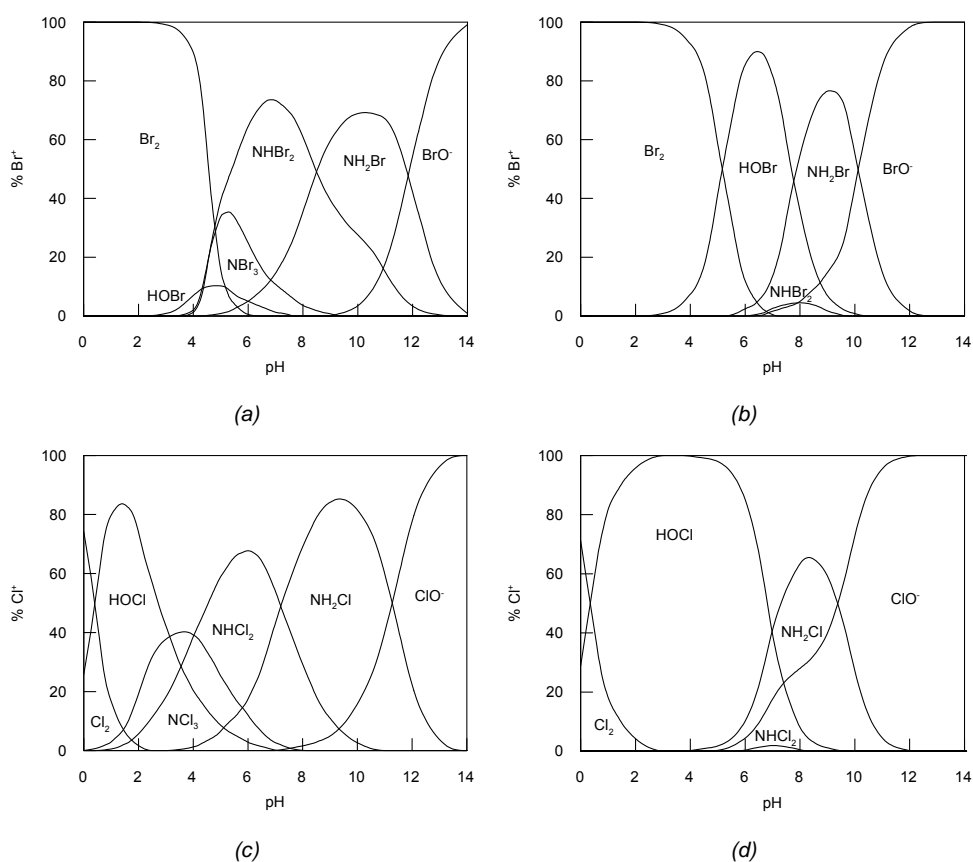 100
80
60
40
20
0
% Br⁺
Br₂
HOBr
NBr₃
NHBr₂
NH₂Br
BrO⁻
0 2 4 6 8 10 12 14
pH
(a)
100
80
60
40
20
0
% Br⁺
Br₂
HOBr
NHBr₂
NH₂Br
BrO⁻
0 2 4 6 8 10 12 14
pH
(b)
100
80
60
40
20
0
% Cl⁺
Cl₂
HOCl
NCl₃
NHCl₂
NH₂Cl
ClO⁻
0 2 4 6 8 10 12 14
pH
(c)
100
80
60
40
20
0
% Cl⁺
Cl₂
HOCl
NHCl₂
NH₂Cl
ClO⁻
0 2 4 6 8 10 12 14
pH
(d)